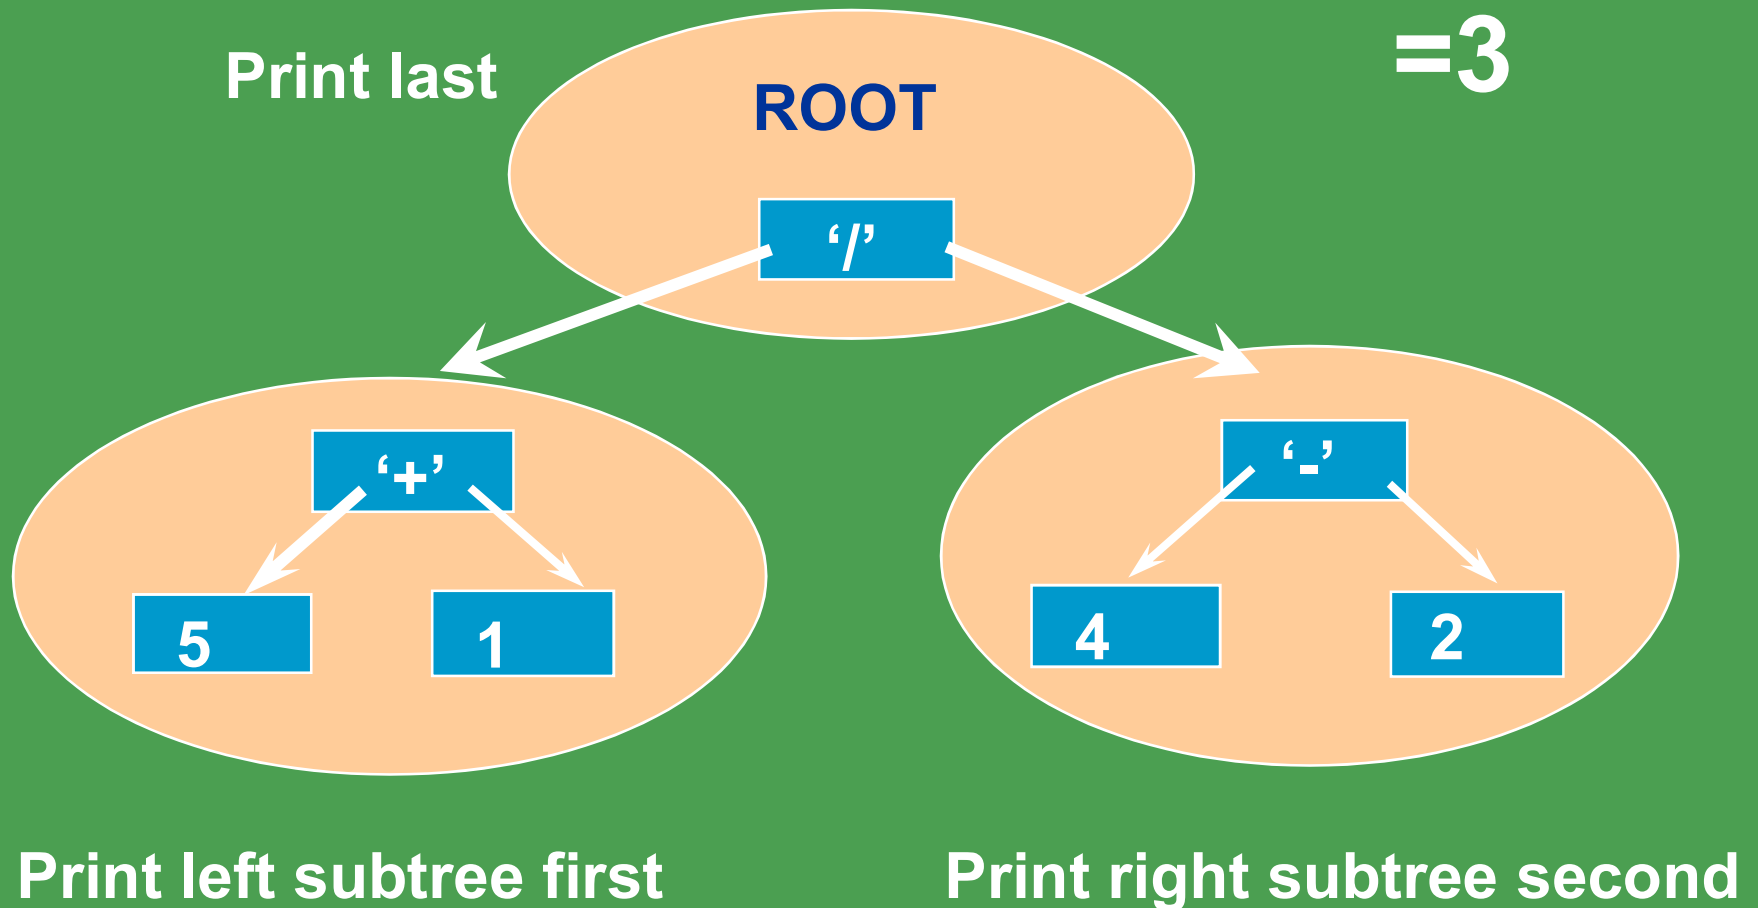 Print last
=3
ROOT
‘/’
‘+’
‘-’
5
1
4
2
Print left subtree first
Print right subtree second